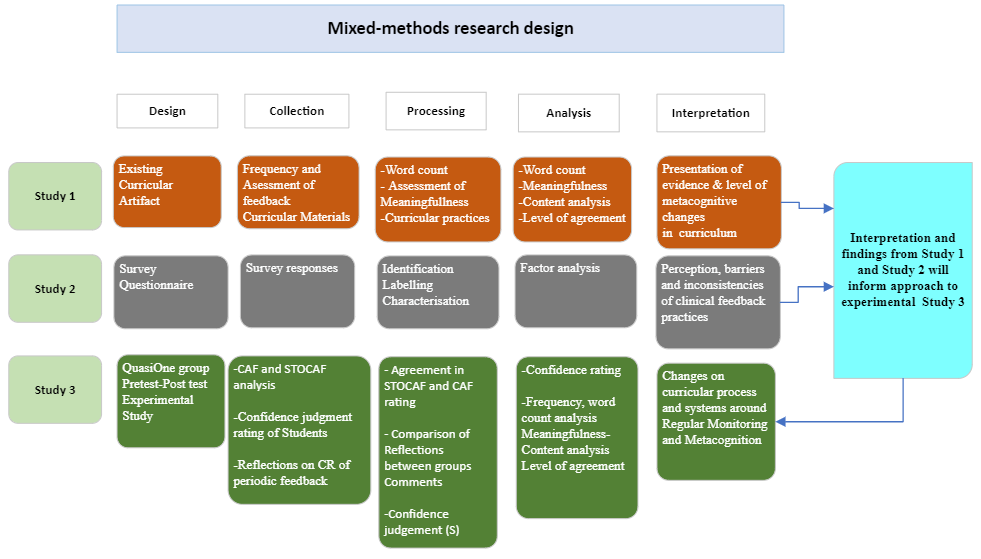 Mixed-methods research design
Design
Collection
Processing
Analysis
Interpretation
Study 1
Existing
Curricular
Artifact
Frequency and
Asessment of
feedback
Curricular Materials
-Word count
- Assessment of
Meaningfullness
-Curricular practices
-Word count
-Meaningfulness
-Content analysis
-Level of agreement
Presentation of
evidence & level of
metacognitive
changes
in curriculum
Interpretation and
findings from Study 1
and Study 2 will
inform approach to
experimental Study 3
Study 2
Survey
Questionnaire
Survey responses
Identification
Labelling
Characterisation
Factor analysis
Perception, barriers
and inconsistencies
of clinical feedback
practices
Study 3
QuasiOne group
Pretest-Post test
Experimental
Study
-CAF and STOCAF
analysis
-Confidence judgment
rating of Students
-Reflections on CR of
periodic feedback
- Agreement in
STOCAF and CAF
rating
- Comparison of
Reflections
between groups
Comments
-Confidence
judgement (S)
-Confidence rating
-Frequency, word
count analysis
Meaningfulness-
Content analysis
Level of agreement
Changes on
curricular process
and systems around
Regular Monitoring
and Metacognition